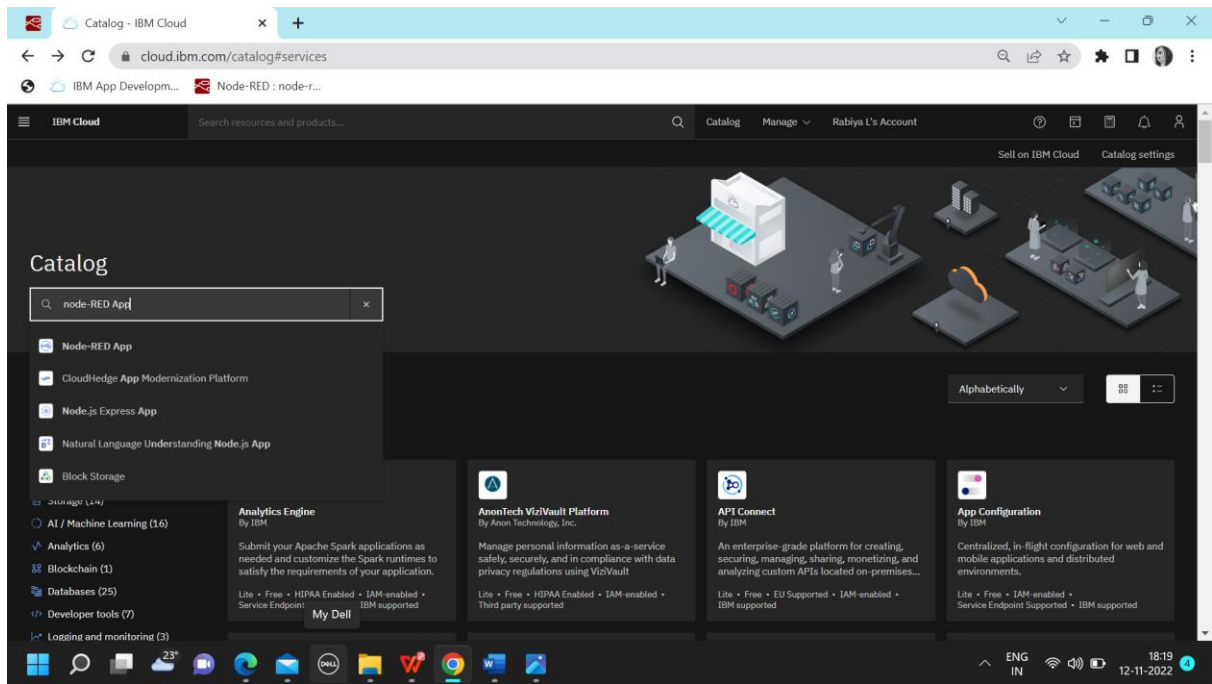 Catalog - IBM Cloud
cloud.ibm.com/catalog#services
IBM App Developm...
Node-RED : node-r...
IBM Cloud
Search resources and products...
Catalog
Manage
Rabiya L's Account
Sell on IBM Cloud
Catalog settings
Catalog
node-RED App
Node-RED App
CloudHedge App Modernization Platform
Node.js Express App
Natural Language Understanding Node.js App
Block Storage
Alphabetically
Storage (14)
AI / Machine Learning (16)
Analytics (6)
Blockchain (1)
Databases (25)
Developer tools (7)
Logging and monitoring (3)
Analytics Engine
By IBM
Submit your Apache Spark applications as
needed and customize the Spark runtimes to
satisfy the requirements of your application.
Lite • Free • HIPAA Enabled • IAM-enabled •
Service Endpoint
IBM supported
My Dell
AnonTech ViziVault Platform
By Anon Technology, Inc.
Manage personal information as-a-service
safely, securely, and in compliance with data
privacy regulations using ViziVault
Lite • Free • HIPAA Enabled • IAM-enabled •
Third party supported
API Connect
By IBM
An enterprise-grade platform for creating,
securing, managing, sharing, monetizing, and
analyzing custom APIs located on-premises...
Lite • Free • EU Supported • IAM-enabled •
IBM supported
App Configuration
By IBM
Centralized, in-flight configuration for web and
mobile applications and distributed
environments.
Lite • Free • IAM-enabled •
Service Endpoint Supported • IBM supported
23°
DELL
ENG
IN
18:19
12-11-2022
4